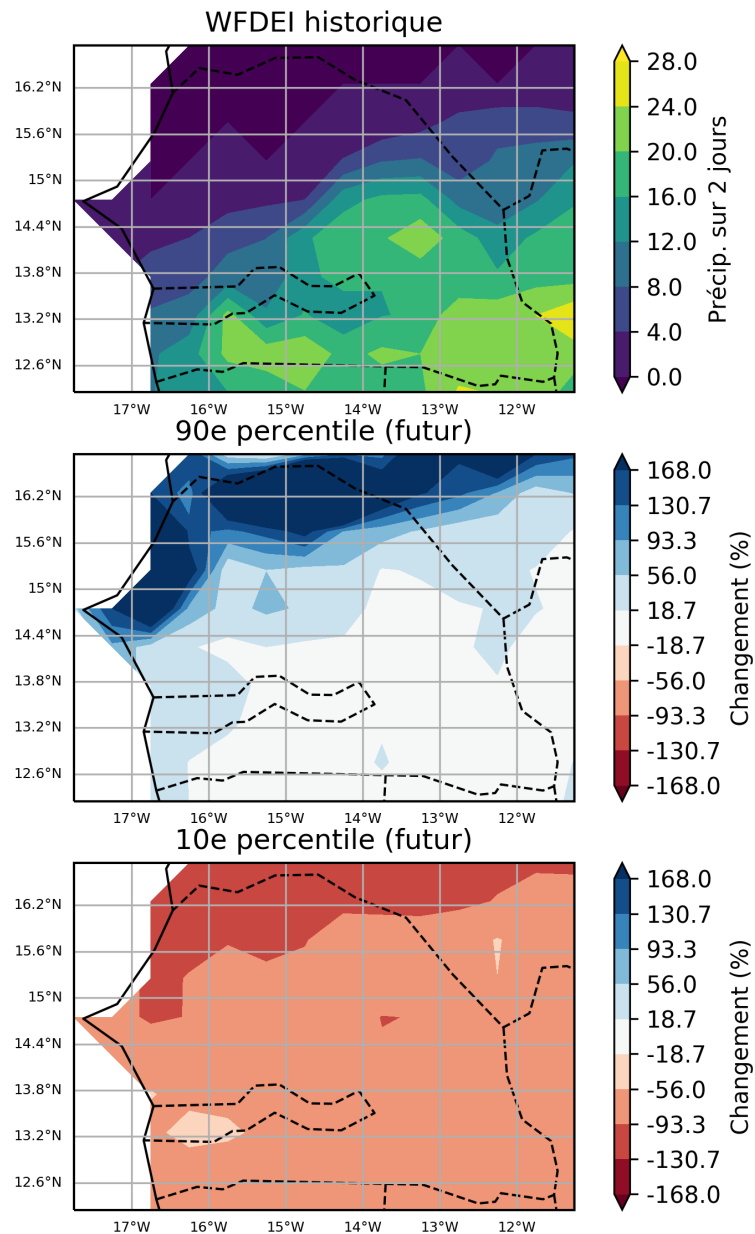 WFDEI historique
16.2°N
15.6°N
15°N
14.4°N
13.8°N
13.2°N
12.6°N
17°W 16°W 15°W 14°W 13°W 12°W
28.0
24.0
20.0
16.0
12.0
8.0
4.0
0.0
Précip. sur 2 jours
90e percentile (futur)
16.2°N
15.6°N
15°N
14.4°N
13.8°N
13.2°N
12.6°N
17°W 16°W 15°W 14°W 13°W 12°W
168.0
130.7
93.3
56.0
18.7
-18.7
-56.0
-93.3
-130.7
-168.0
Changement (%)
10e percentile (futur)
16.2°N
15.6°N
15°N
14.4°N
13.8°N
13.2°N
12.6°N
17°W 16°W 15°W 14°W 13°W 12°W
168.0
130.7
93.3
56.0
18.7
-18.7
-56.0
-93.3
-130.7
-168.0
Changement (%)